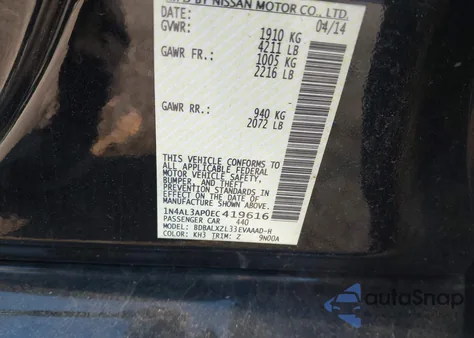 MFD BY NISSAN MOTOR CO., LTD.
DATE: 04/14
GVWR: 1910 KG
4211 LB
GAWR FR.: 1005 KG
2216 LB
GAWR RR.: 940 KG
2072 LB
THIS VEHICLE CONFORMS TO
ALL APPLICABLE FEDERAL
MOTOR VEHICLE SAFETY,
BUMPER, AND THEFT
PREVENTION STANDARDS IN
EFFECT ON THE DATE OF
MANUFACTURE SHOWN ABOVE.
1N4AL3AP0EC419616
PASSENGER CAR 440
MODEL: BDBALXZL33EVAAAD-H
COLOR: KH3 TRIM: Z 9N00A
autoSnap